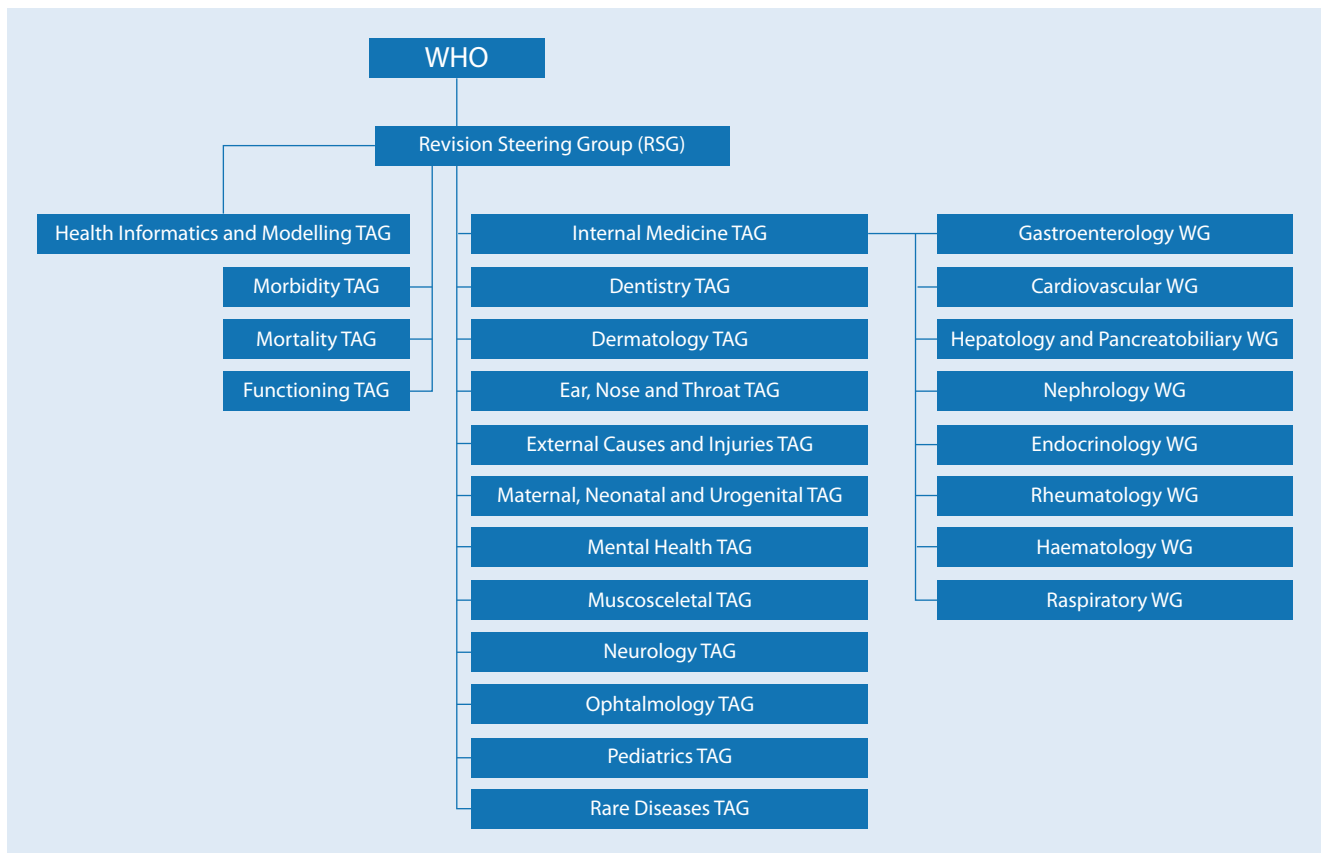 WHO
Revision Steering Group (RSG)
Health Informatics and Modelling TAG
Morbidity TAG
Mortality TAG
Functioning TAG
Internal Medicine TAG
Dentistry TAG
Dermatology TAG
Ear, Nose and Throat TAG
External Causes and Injuries TAG
Maternal, Neonatal and Urogenital TAG
Mental Health TAG
Muscosceletal TAG
Neurology TAG
Ophtalmology TAG
Pediatrics TAG
Rare Diseases TAG
Gastroenterology WG
Cardiovascular WG
Hepatology and Pancreatobiliary WG
Nephrology WG
Endocrinology WG
Rheumatology WG
Haematology WG
Raspiratory WG